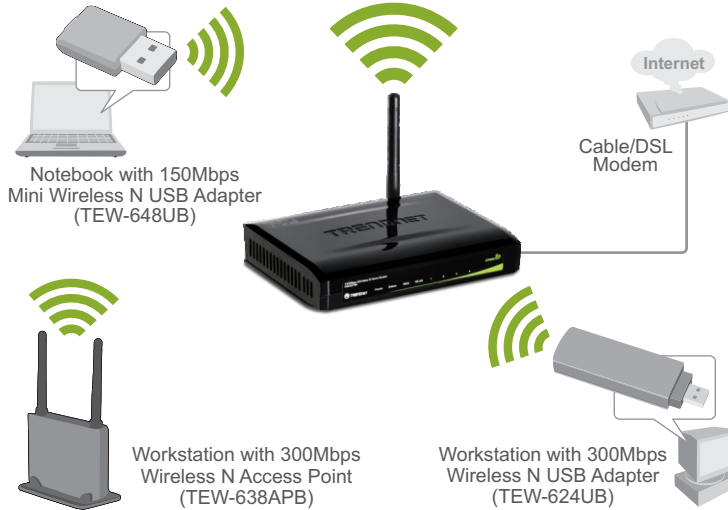 Internet
Cable/DSL
Modem
Notebook with 150Mbps
Mini Wireless N USB Adapter
(TEW-648UB)
TRENDNET
TRENDNET
Workstation with 300Mbps
Wireless N Access Point
(TEW-638APB)
Workstation with 300Mbps
Wireless N USB Adapter
(TEW-624UB)